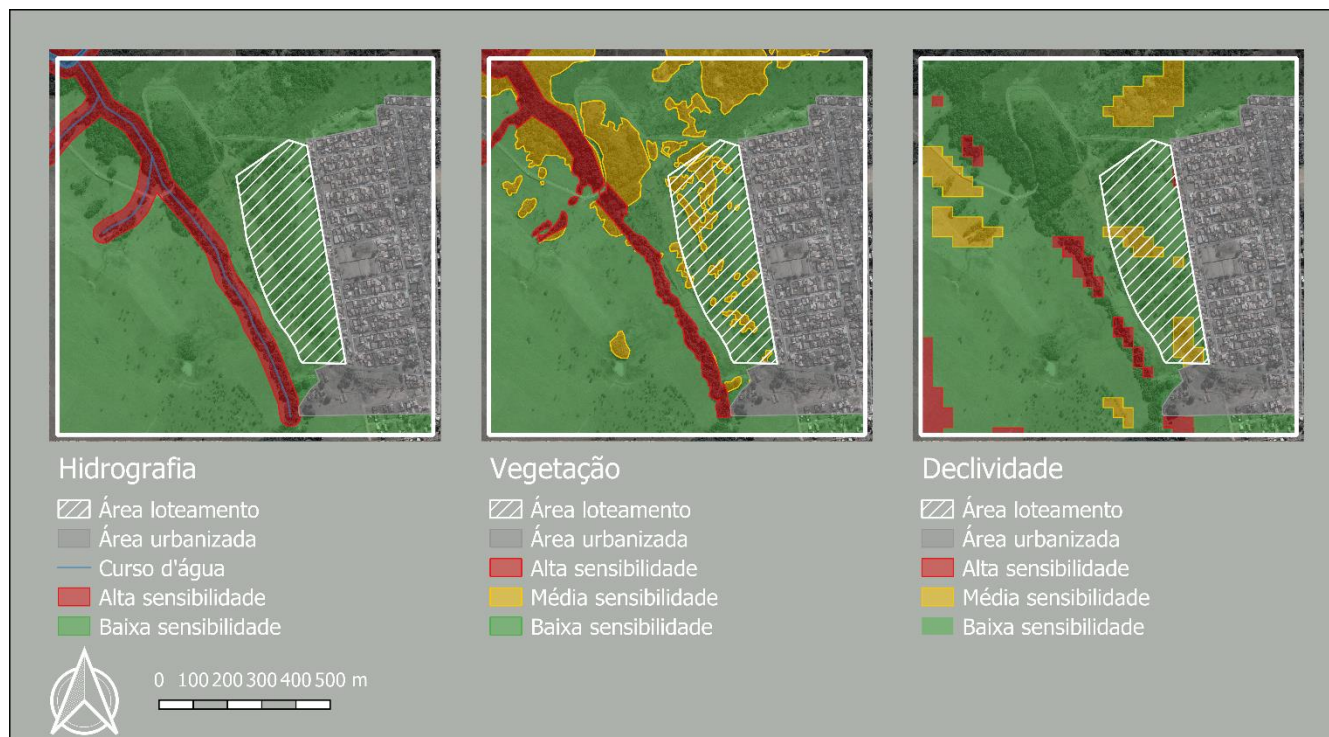 Hidrografia
Área loteamento
Área urbanizada
Curso d'água
Alta sensibilidade
Baixa sensibilidade
Vegetação
Área loteamento
Área urbanizada
Alta sensibilidade
Média sensibilidade
Baixa sensibilidade
Declividade
Área loteamento
Área urbanizada
Alta sensibilidade
Média sensibilidade
Baixa sensibilidade
0 100 200 300 400 500 m